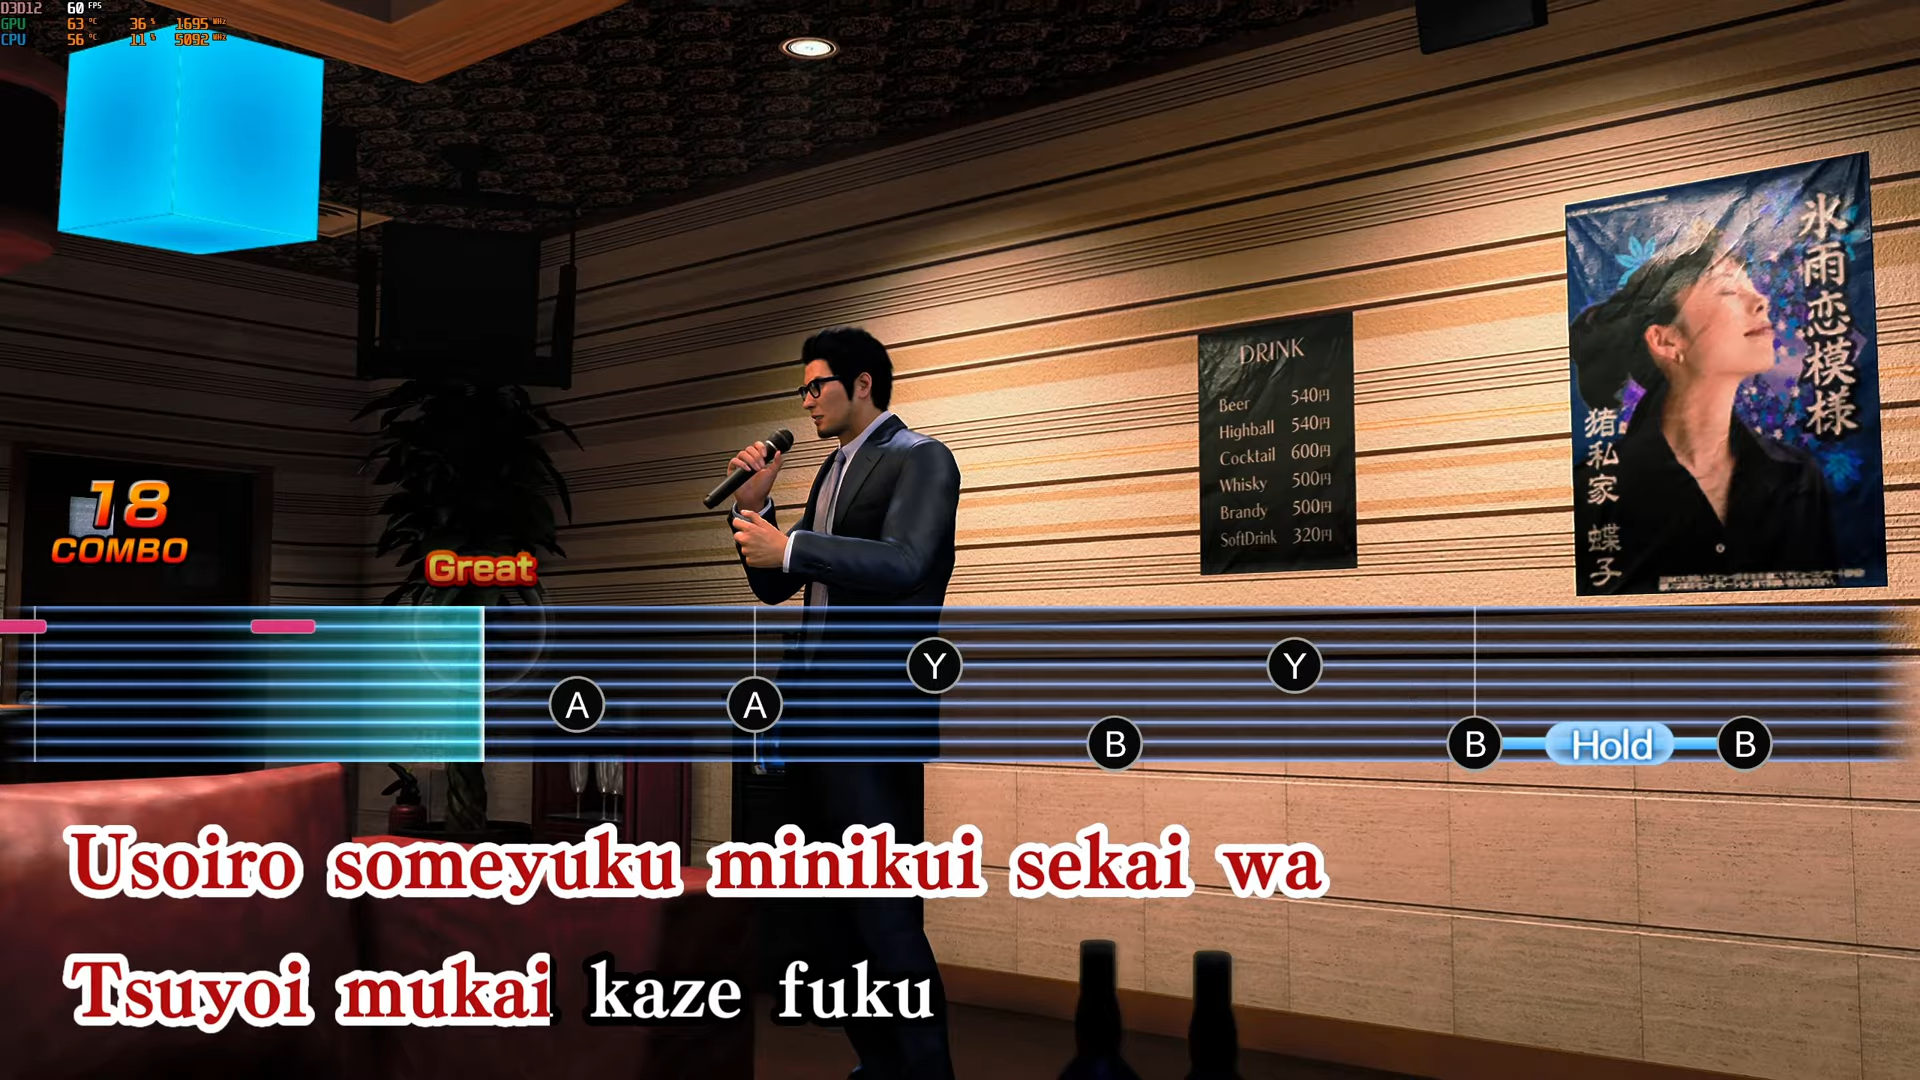 D3D12 60 FPS
GPU 63 °C 36 % 1695 MHz
CPU 56 °C 11 % 5092 MHz
氷雨恋模様
猪私家 蝶子
DRINK
Beer 540円
Highball 540円
Cocktail 600円
Whisky 500円
Brandy 500円
SoftDrink 320円
18
COMBO
Great
Y Y
A A
B B Hold B
Usoiro someyuku minikui sekai wa
Tsuyoi mukai kaze fuku